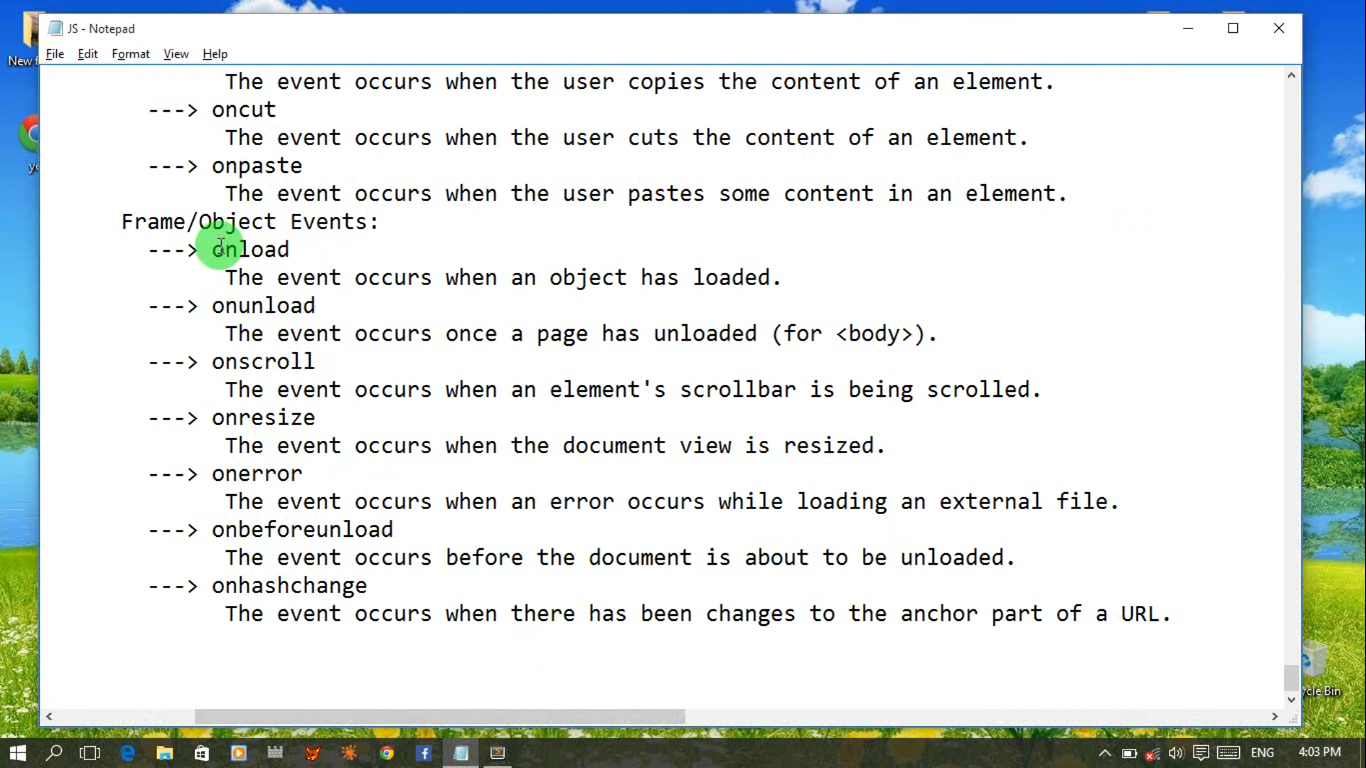 New f
JS - Notepad
File Edit Format View Help
The event occurs when the user copies the content of an element.
---> oncut
The event occurs when the user cuts the content of an element.
---> onpaste
The event occurs when the user pastes some content in an element.
Frame/Object Events:
---> onload
The event occurs when an object has loaded.
---> onunload
The event occurs once a page has unloaded (for <body>).
---> onscroll
The event occurs when an element's scrollbar is being scrolled.
---> onresize
The event occurs when the document view is resized.
---> onerror
The event occurs when an error occurs while loading an external file.
---> onbeforeunload
The event occurs before the document is about to be unloaded.
---> onhashchange
The event occurs when there has been changes to the anchor part of a URL.
ycle Bin
ENG 4:03 PM